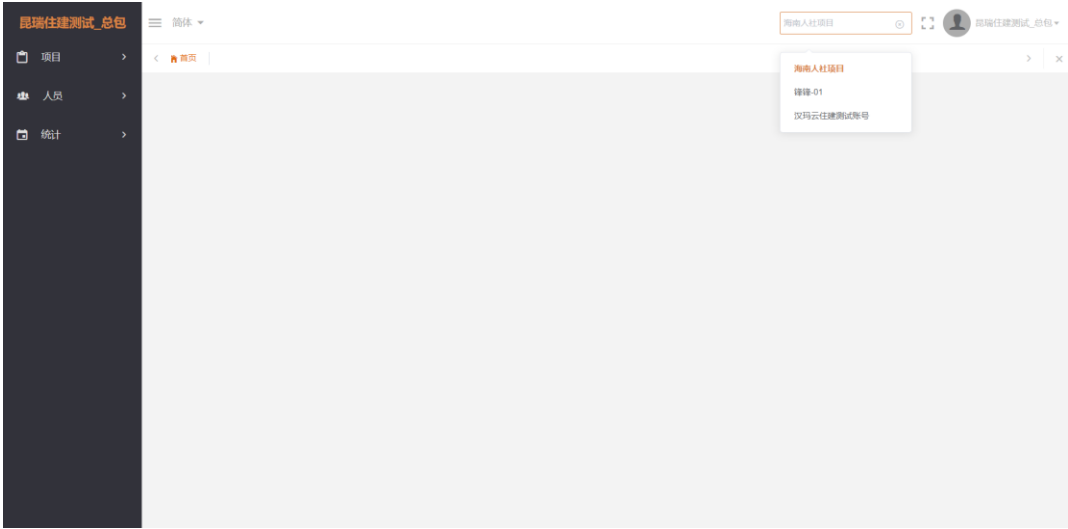 昆瑞住建测试_总包
简体
海南人社项目
昆瑞住建测试_总包
项目
首页
海南人社项目
人员
锋锋-01
汉玛云住建测试账号
统计